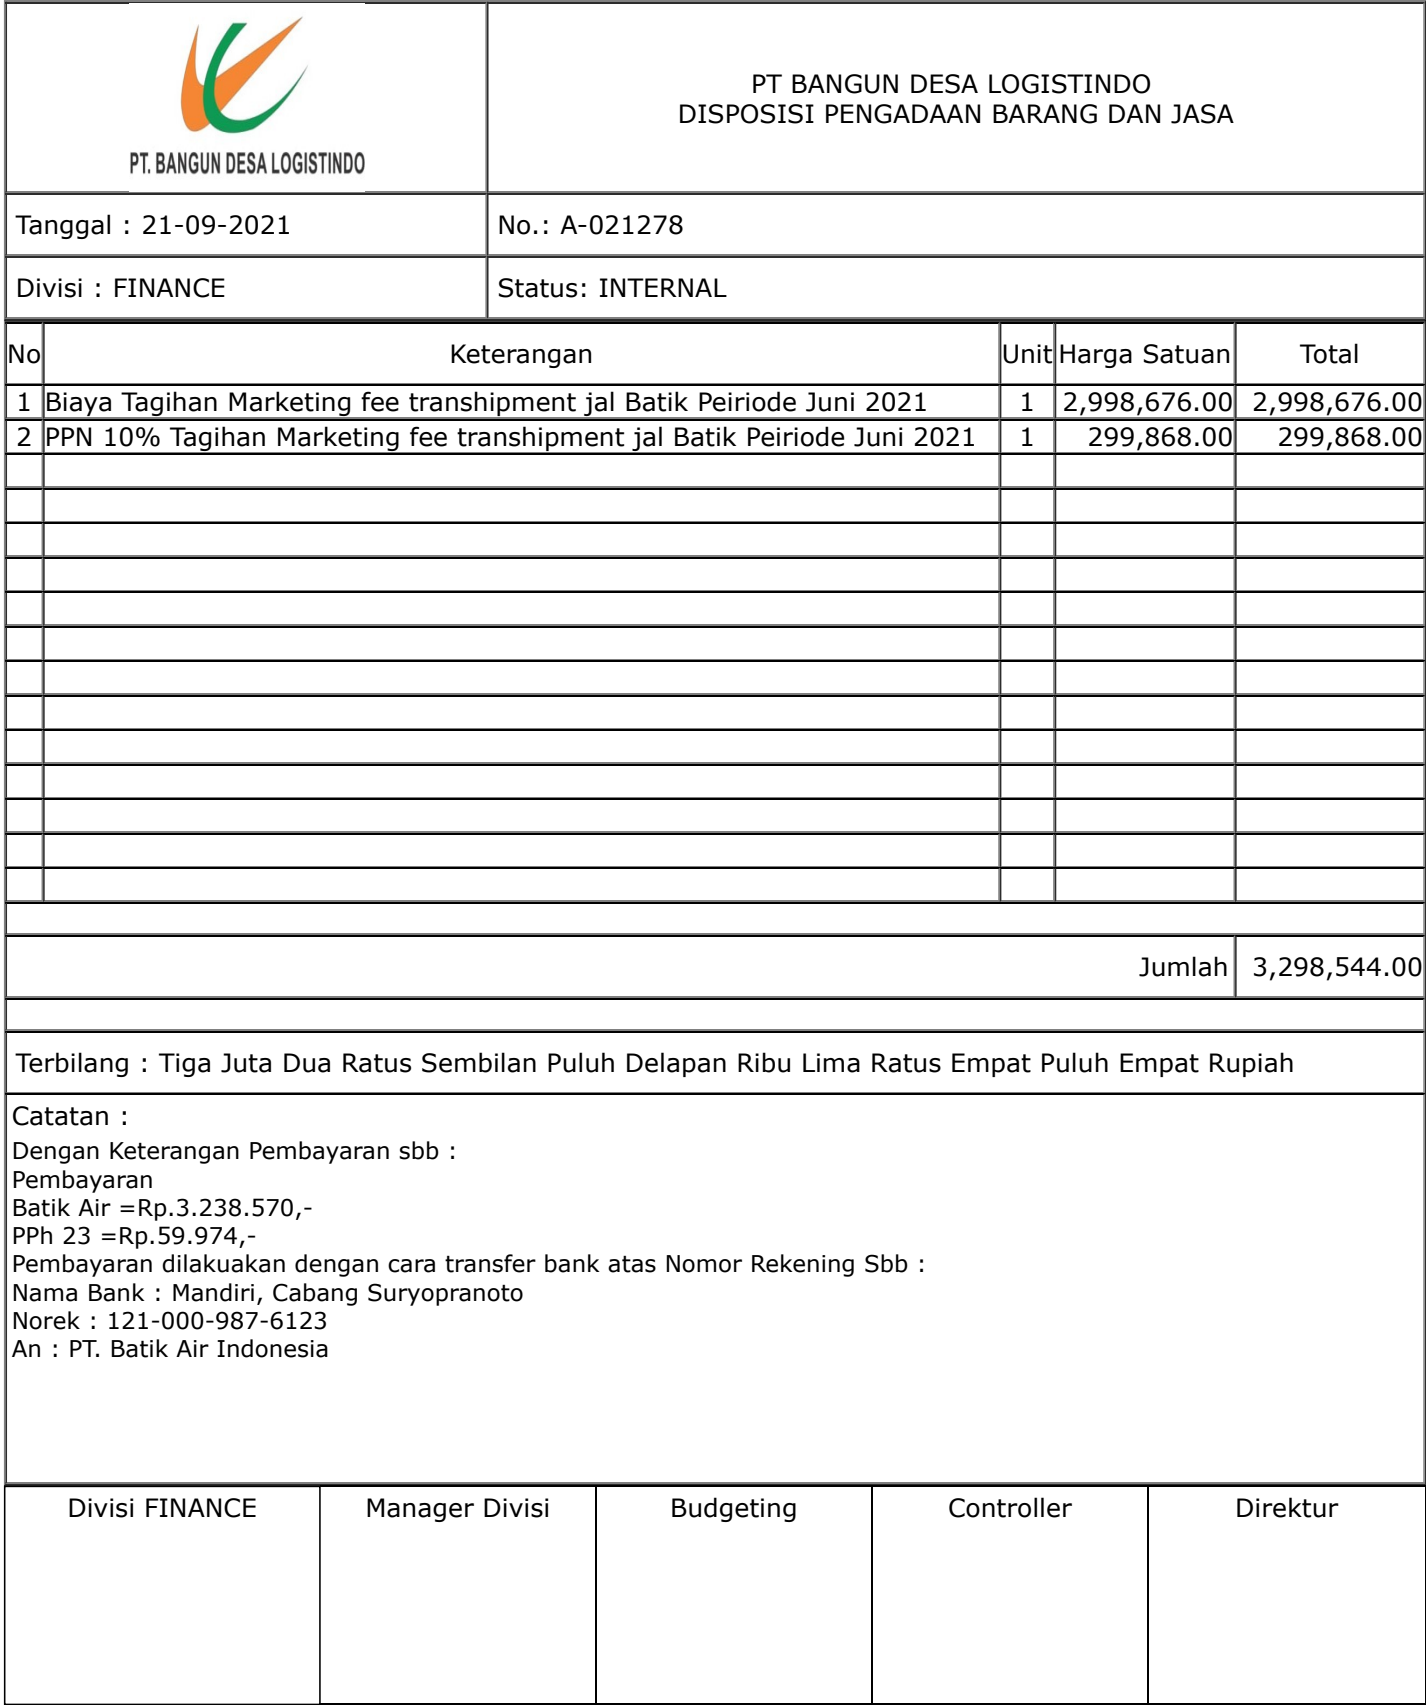 PT. BANGUN DESA LOGISTINDO
PT BANGUN DESA LOGISTINDO
DISPOSISI PENGADAAN BARANG DAN JASA
Tanggal : 21-09-2021 No.: A-021278
Divisi : FINANCE Status: INTERNAL
No Keterangan Unit Harga Satuan Total
1 Biaya Tagihan Marketing fee transhipment jal Batik Peiriode Juni 2021 1 2,998,676.00 2,998,676.00
2 PPN 10% Tagihan Marketing fee transhipment jal Batik Peiriode Juni 2021 1 299,868.00 299,868.00
Jumlah 3,298,544.00
Terbilang : Tiga Juta Dua Ratus Sembilan Puluh Delapan Ribu Lima Ratus Empat Puluh Empat Rupiah
Catatan :
Dengan Keterangan Pembayaran sbb :
Pembayaran
Batik Air =Rp.3.238.570,-
PPh 23 =Rp.59.974,-
Pembayaran dilakuakan dengan cara transfer bank atas Nomor Rekening Sbb :
Nama Bank : Mandiri, Cabang Suryopranoto
Norek : 121-000-987-6123
An : PT. Batik Air Indonesia
Divisi FINANCE Manager Divisi Budgeting Controller Direktur